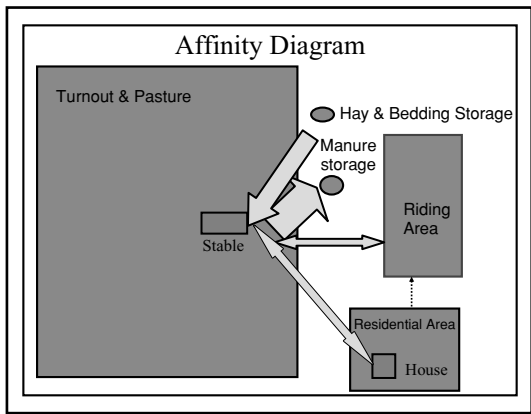 Affinity Diagram
Turnout & Pasture
Hay & Bedding Storage
Manure
storage
Riding
Area
Stable
Residential Area
House